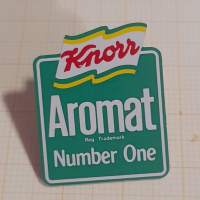 Knorr
Aromat
Reg. Trademark
Number One